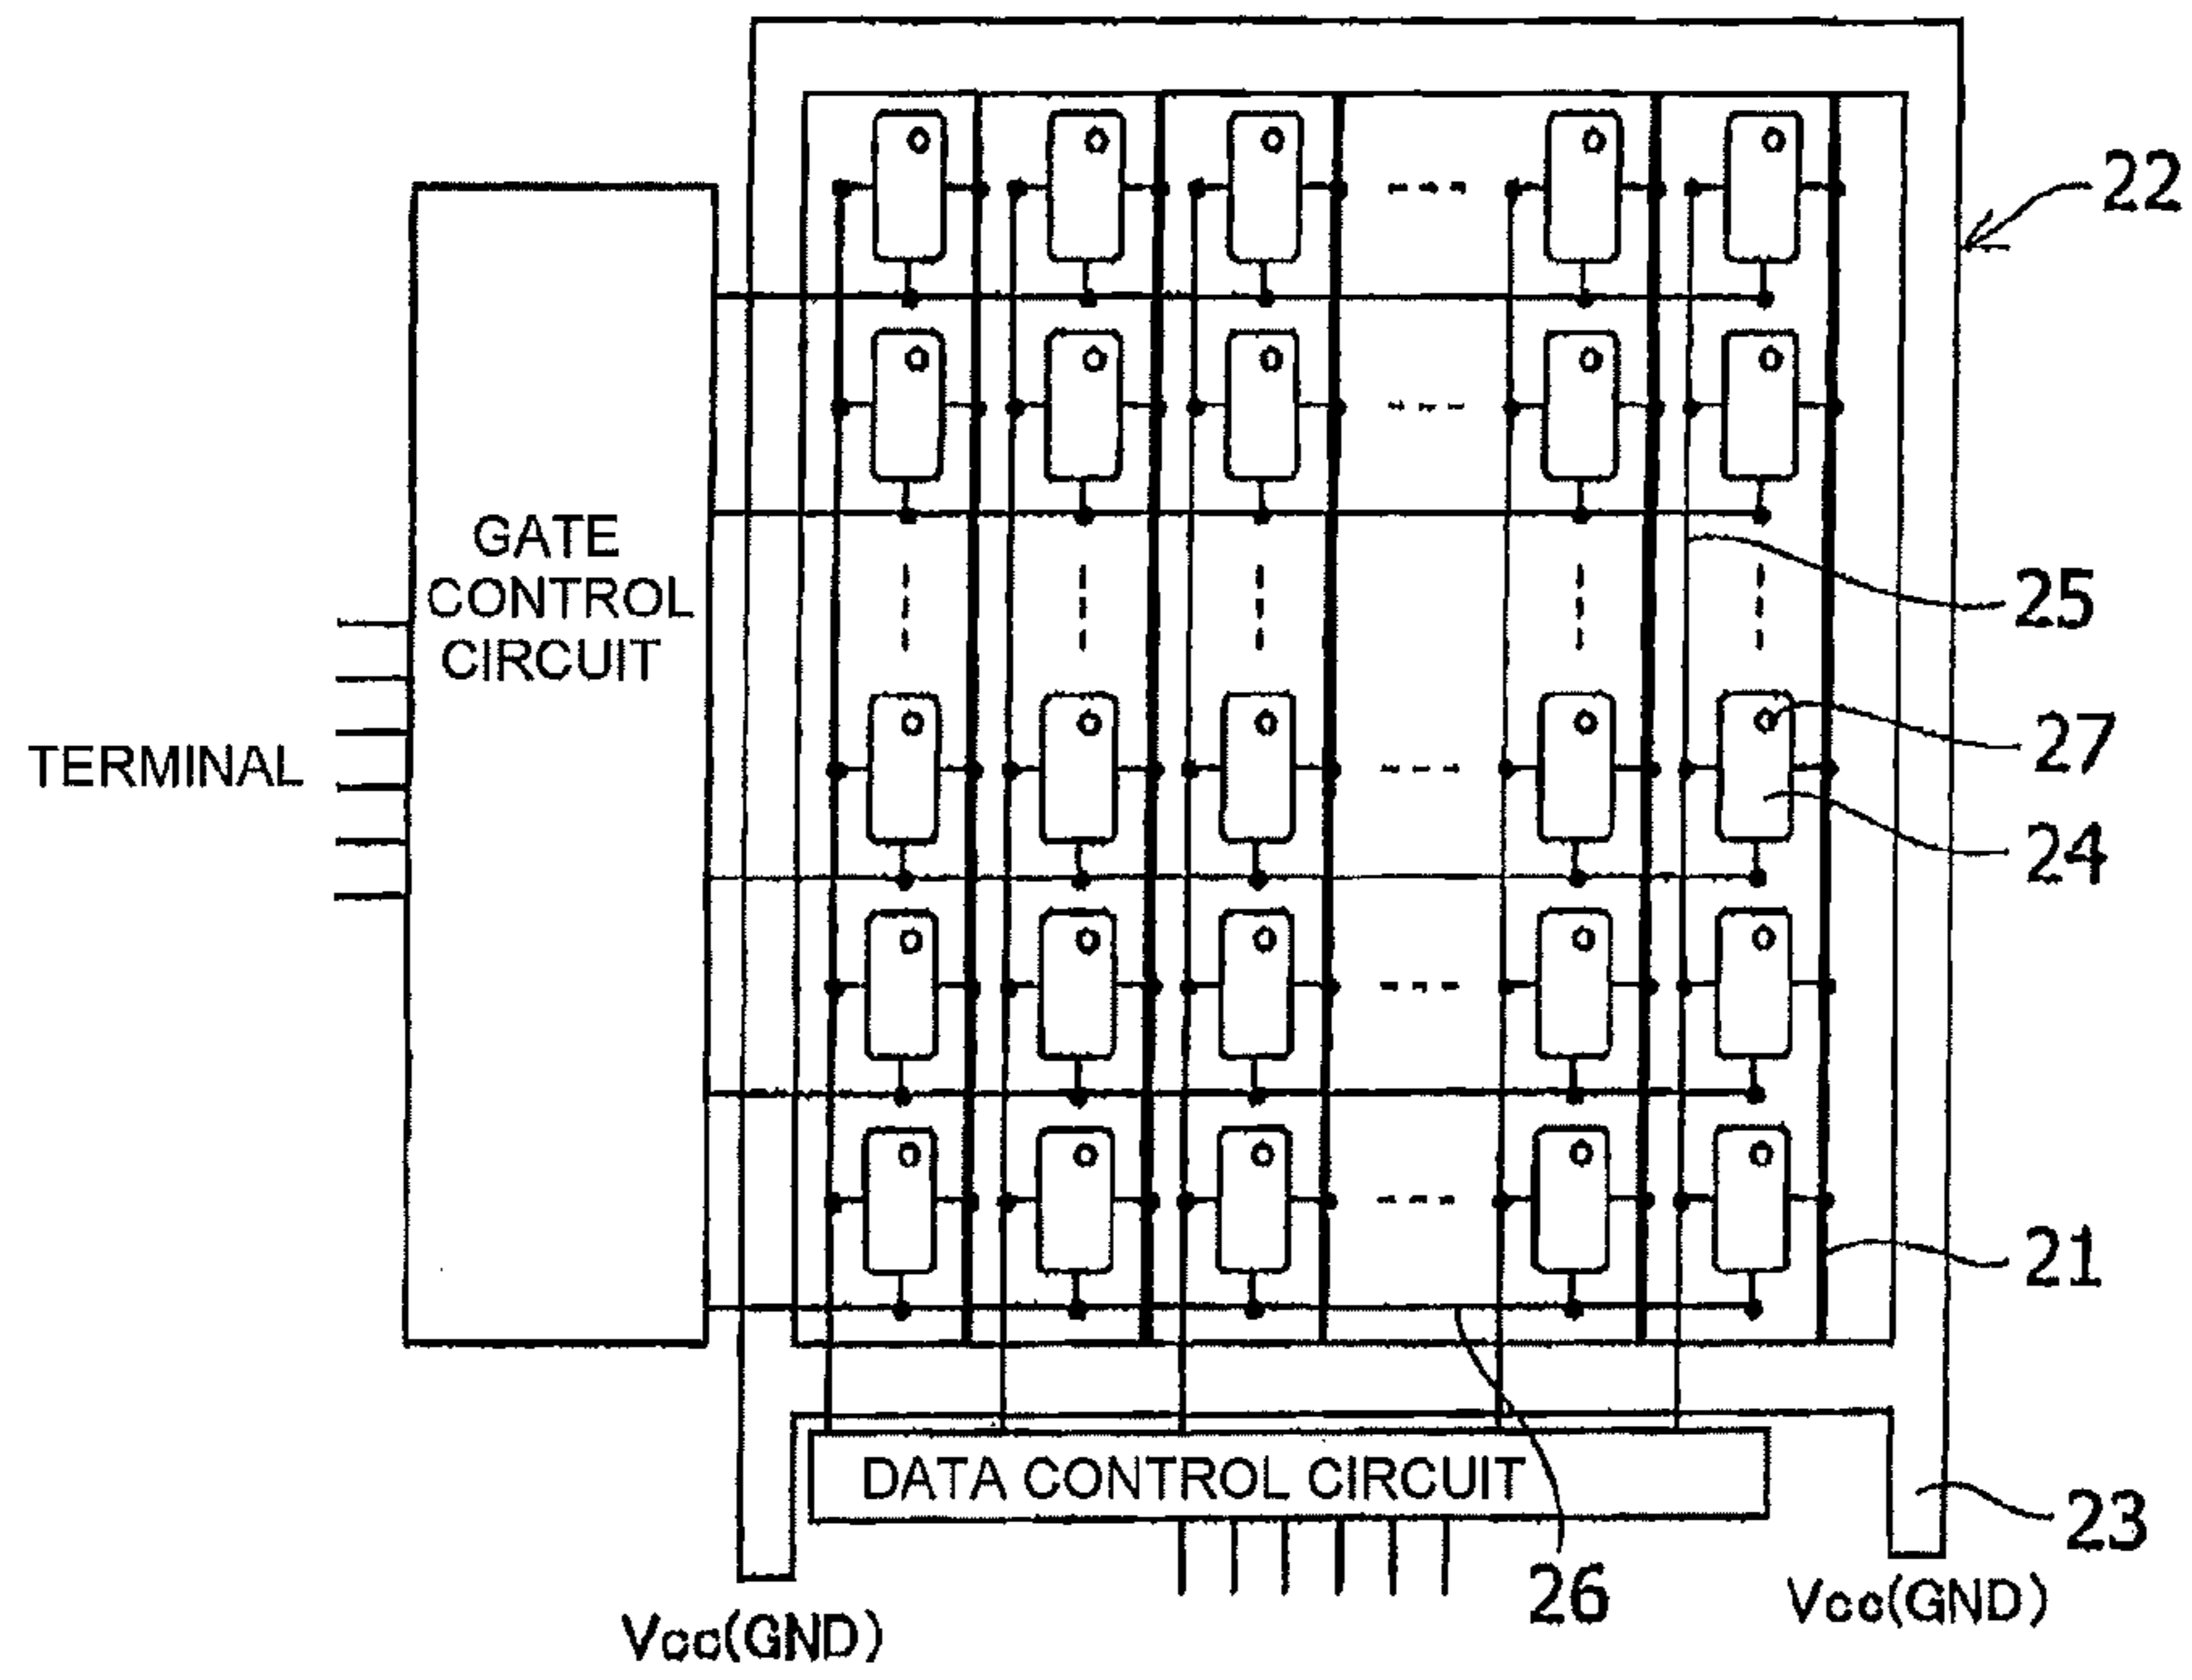 22
GATE
CONTROL
CIRCUIT
25
TERMINAL
27
24
21
DATA CONTROL CIRCUIT
23
26
Vcc(GND)
Vcc(GND)